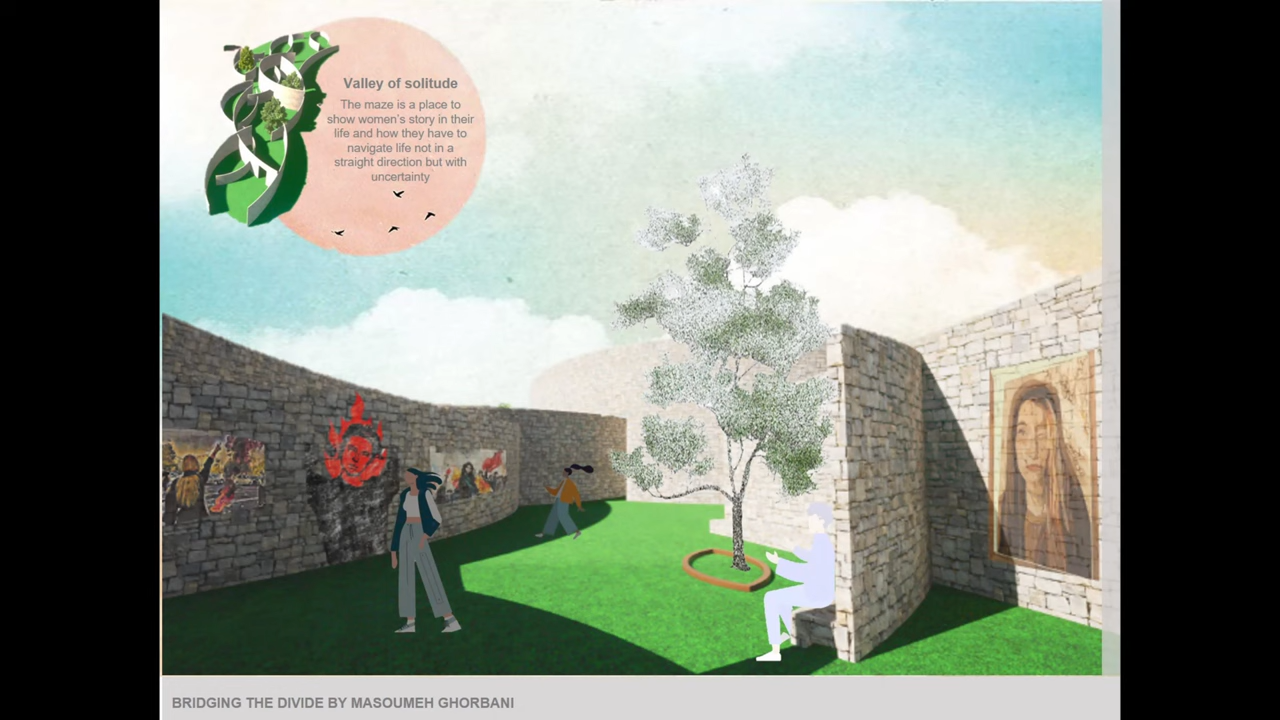 Valley of solitude
The maze is a place to
show women's story in their
life and how they have to
navigate life not in a
straight direction but with
uncertainty
BRIDGING THE DIVIDE BY MASOUMEH GHORBANI